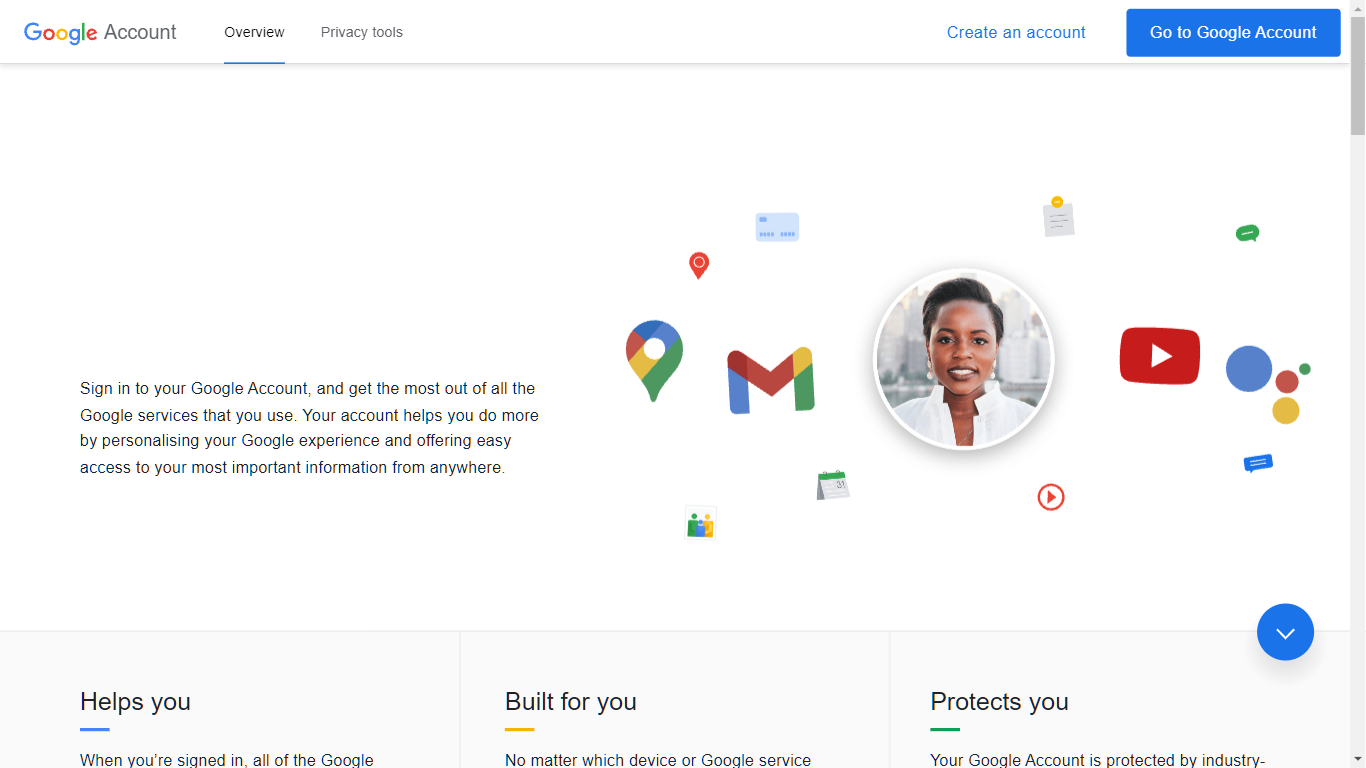 Google Account
Overview
Privacy tools
Create an account
Go to Google Account
Sign in to your Google Account, and get the most out of all the
Google services that you use. Your account helps you do more
by personalising your Google experience and offering easy
access to your most important information from anywhere.
31
Helps you
When you’re signed in, all of the Google
Built for you
No matter which device or Google service
Protects you
Your Google Account is protected by industry-